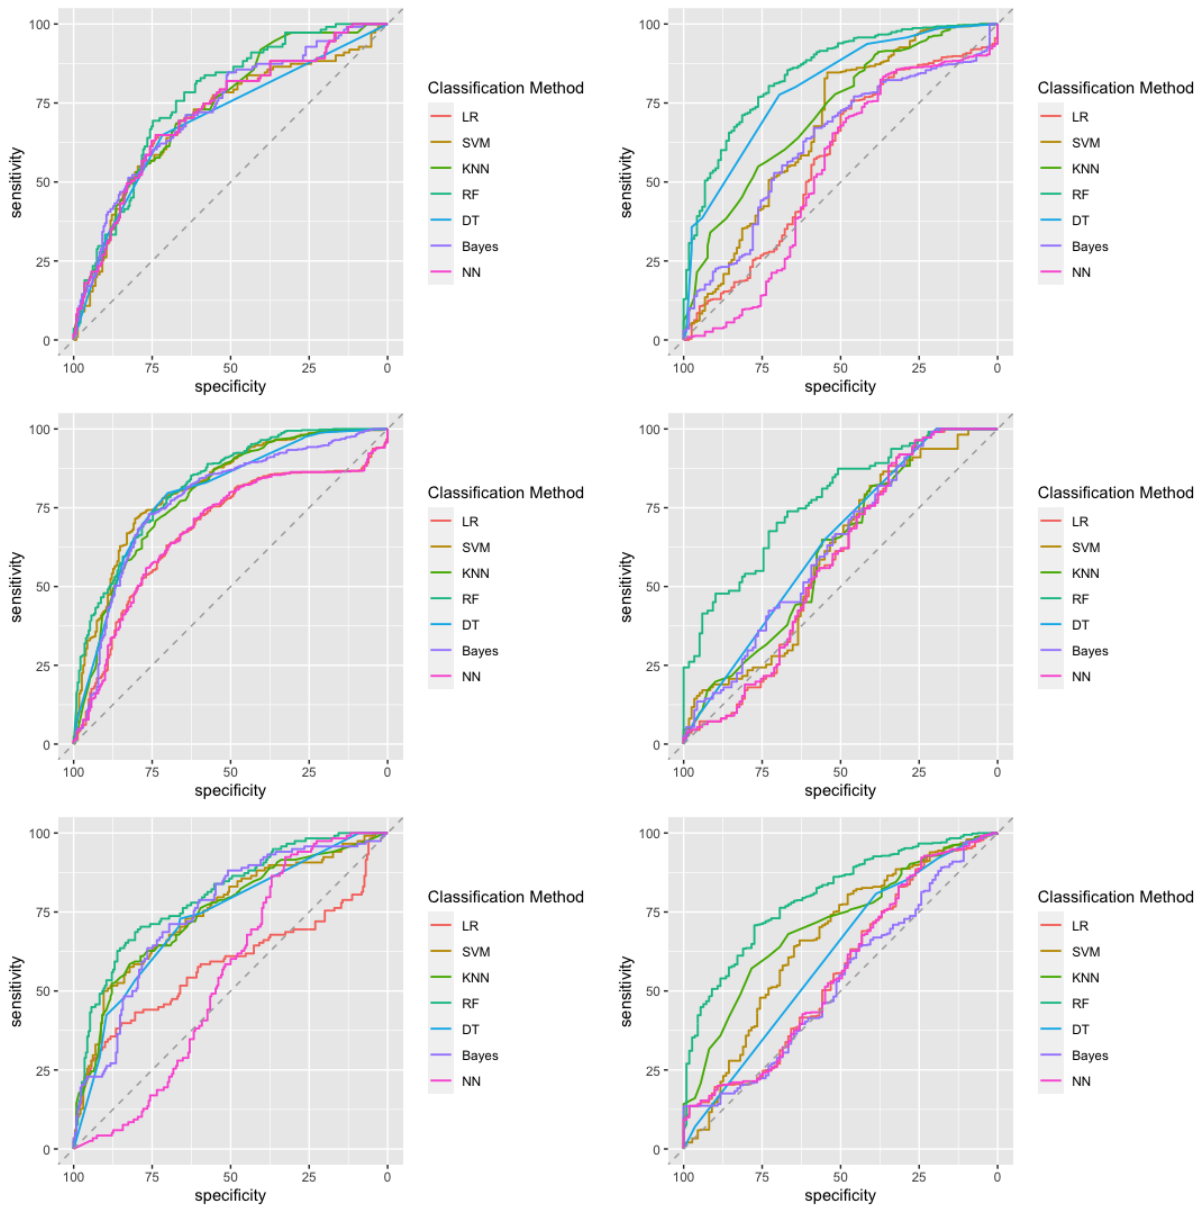 100
75
50
25
0
sensitivity
100 75 50 25 0
specificity
Classification Method
LR
SVM
KNN
RF
DT
Bayes
NN
100
75
50
25
0
sensitivity
100 75 50 25 0
specificity
Classification Method
LR
SVM
KNN
RF
DT
Bayes
NN
100
75
50
25
0
sensitivity
100 75 50 25 0
specificity
Classification Method
LR
SVM
KNN
RF
DT
Bayes
NN
100
75
50
25
0
sensitivity
100 75 50 25 0
specificity
Classification Method
LR
SVM
KNN
RF
DT
Bayes
NN
100
75
50
25
0
sensitivity
100 75 50 25 0
specificity
Classification Method
LR
SVM
KNN
RF
DT
Bayes
NN
100
75
50
25
0
sensitivity
100 75 50 25 0
specificity
Classification Method
LR
SVM
KNN
RF
DT
Bayes
NN